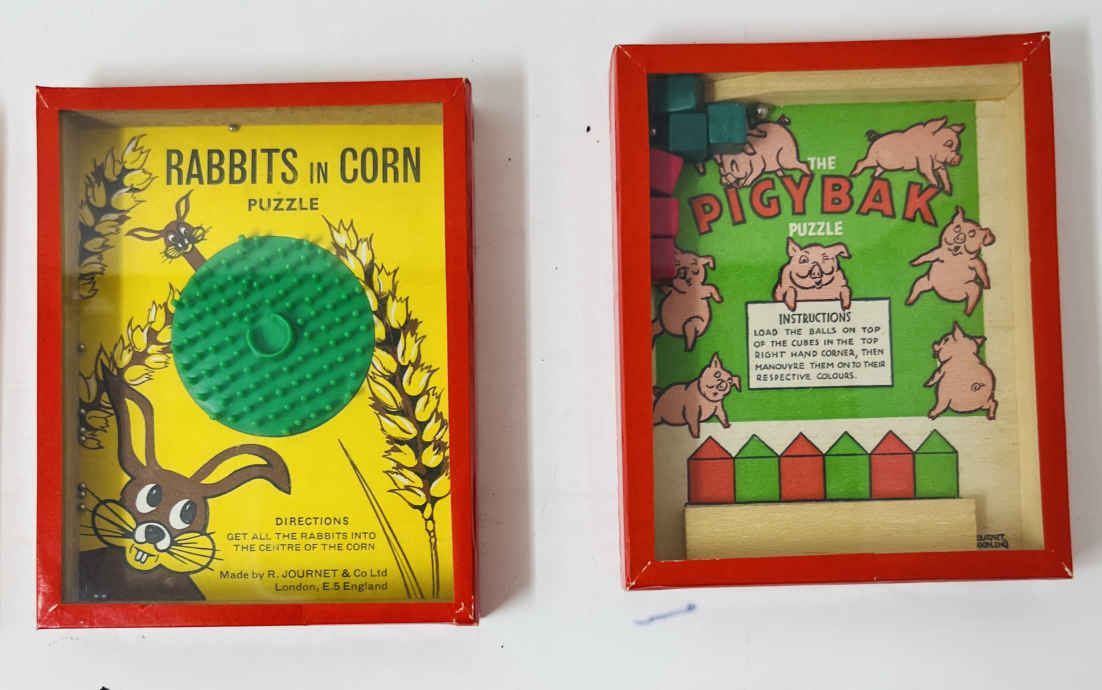 RABBITS IN CORN
PUZZLE
DIRECTIONS
GET ALL THE RABBITS INTO
THE CENTRE OF THE CORN
Made by R. JOURNET & Co Ltd
London, E.5 England
THE
PIGYBAK
PUZZLE
INSTRUCTIONS
LOAD THE BALLS ON TOP
OF THE CUBES IN THE TOP
RIGHT HAND CORNER, THEN
MANOUVRE THEM ON TO THEIR
RESPECTIVE COLOURS.
JOURNET